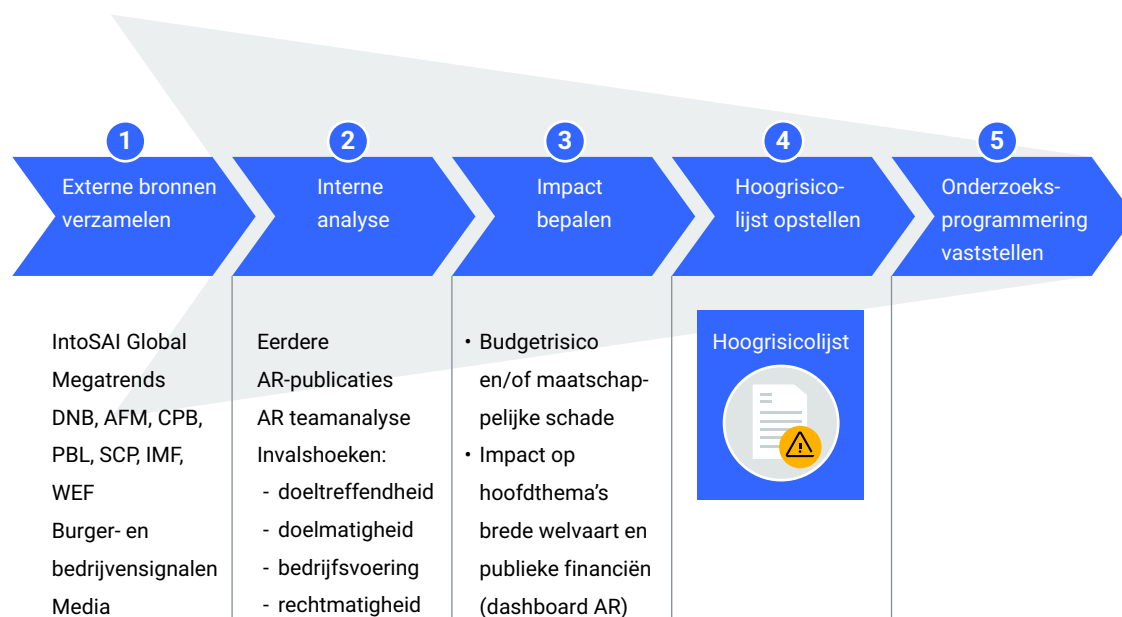 1
Externe bronnen
verzamelen
2
Interne
analyse
3
Impact
bepalen
4
Hoogrisico-
lijst opstellen
5
Onderzoeks-
programmering
vaststellen
IntoSAI Global
Megatrends
DNB, AFM, CPB,
PBL, SCP, IMF,
WEF
Burger- en
bedrijvensignalen
Media
Eerdere
AR-publicaties
AR teamanalyse
Invalshoeken:
- doeltreffendheid
- doelmatigheid
- bedrijfsvoering
- rechtmatigheid
• Budgetrisico
en/of maatschap-
pelijke schade
• Impact op
hoofdthema's
brede welvaart en
publieke financiën
(dashboard AR)
Hoogrisicolijst